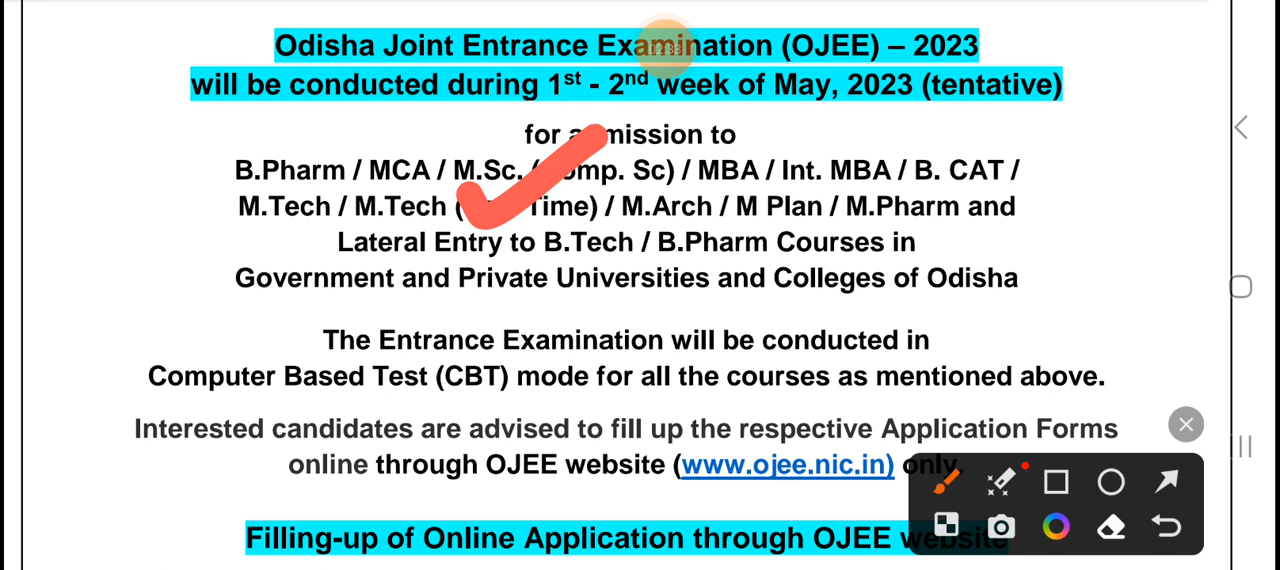 Odisha Joint Entrance Examination (OJEE) – 2023
will be conducted during 1st - 2nd week of May, 2023 (tentative)
for admission to
B.Pharm / MCA / M.Sc. (Comp. Sc) / MBA / Int. MBA / B. CAT /
M.Tech / M.Tech ( Time) / M.Arch / M Plan / M.Pharm and
Lateral Entry to B.Tech / B.Pharm Courses in
Government and Private Universities and Colleges of Odisha
The Entrance Examination will be conducted in
Computer Based Test (CBT) mode for all the courses as mentioned above.
Interested candidates are advised to fill up the respective Application Forms
online through OJEE website (www.ojee.nic.in) only.
Filling-up of Online Application through OJEE website